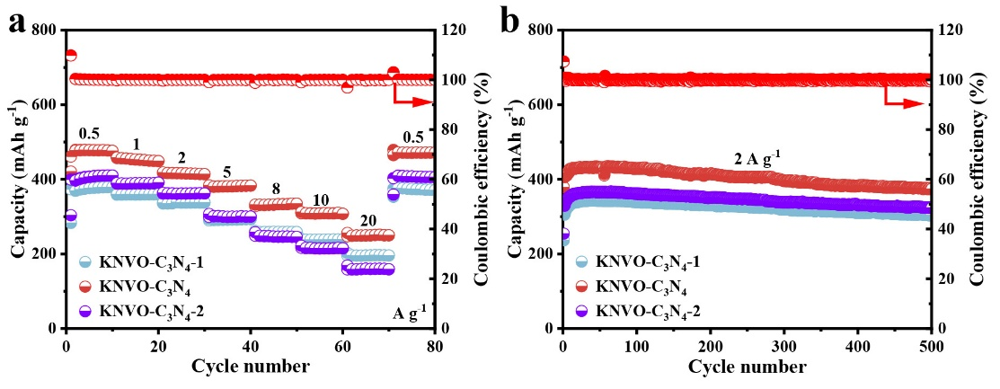 a
800
600
400
200
0
Capacity (mAh g⁻¹)
120
100
80
60
40
20
0
Coulombic efficiency (%)
0.5
1
2
5
8
10
20
0.5
KNVO-C₃N₄-1
KNVO-C₃N₄
KNVO-C₃N₄-2
A g⁻¹
0 20 40 60 80
Cycle number
b
800
600
400
200
0
Capacity (mAh g⁻¹)
120
100
80
60
40
20
0
Coulombic efficiency (%)
2 A g⁻¹
KNVO-C₃N₄-1
KNVO-C₃N₄
KNVO-C₃N₄-2
0 100 200 300 400 500
Cycle number